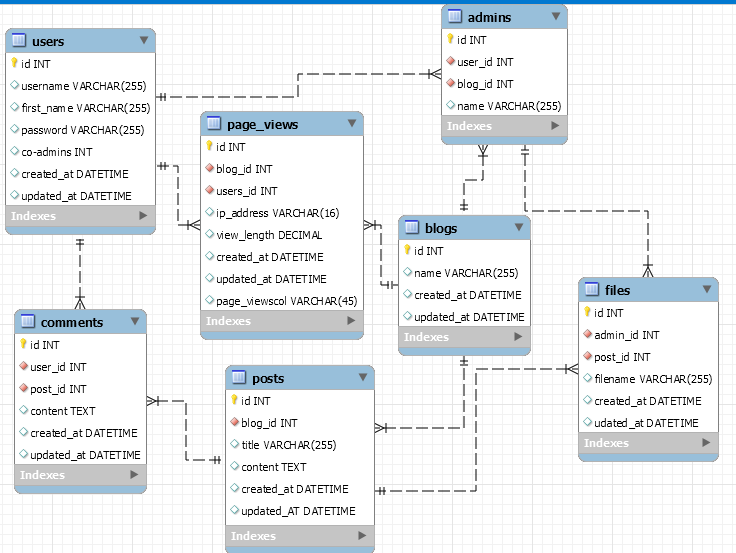 users
id INT
username VARCHAR(255)
first_name VARCHAR(255)
password VARCHAR(255)
co-admins INT
created_at DATETIME
updated_at DATETIME
Indexes
page_views
id INT
blog_id INT
users_id INT
ip_address VARCHAR(16)
view_length DECIMAL
created_at DATETIME
updated_at DATETIME
page_viewscol VARCHAR(45)
Indexes
admins
id INT
user_id INT
blog_id INT
name VARCHAR(255)
Indexes
blogs
id INT
name VARCHAR(255)
created_at DATETIME
updated_at DATETIME
Indexes
files
id INT
admin_id INT
post_id INT
filename VARCHAR(255)
created_at DATETIME
udated_at DATETIME
Indexes
comments
id INT
user_id INT
post_id INT
content TEXT
created_at DATETIME
updated_at DATETIME
Indexes
posts
id INT
blog_id INT
title VARCHAR(255)
content TEXT
created_at DATETIME
updated_AT DATETIME
Indexes